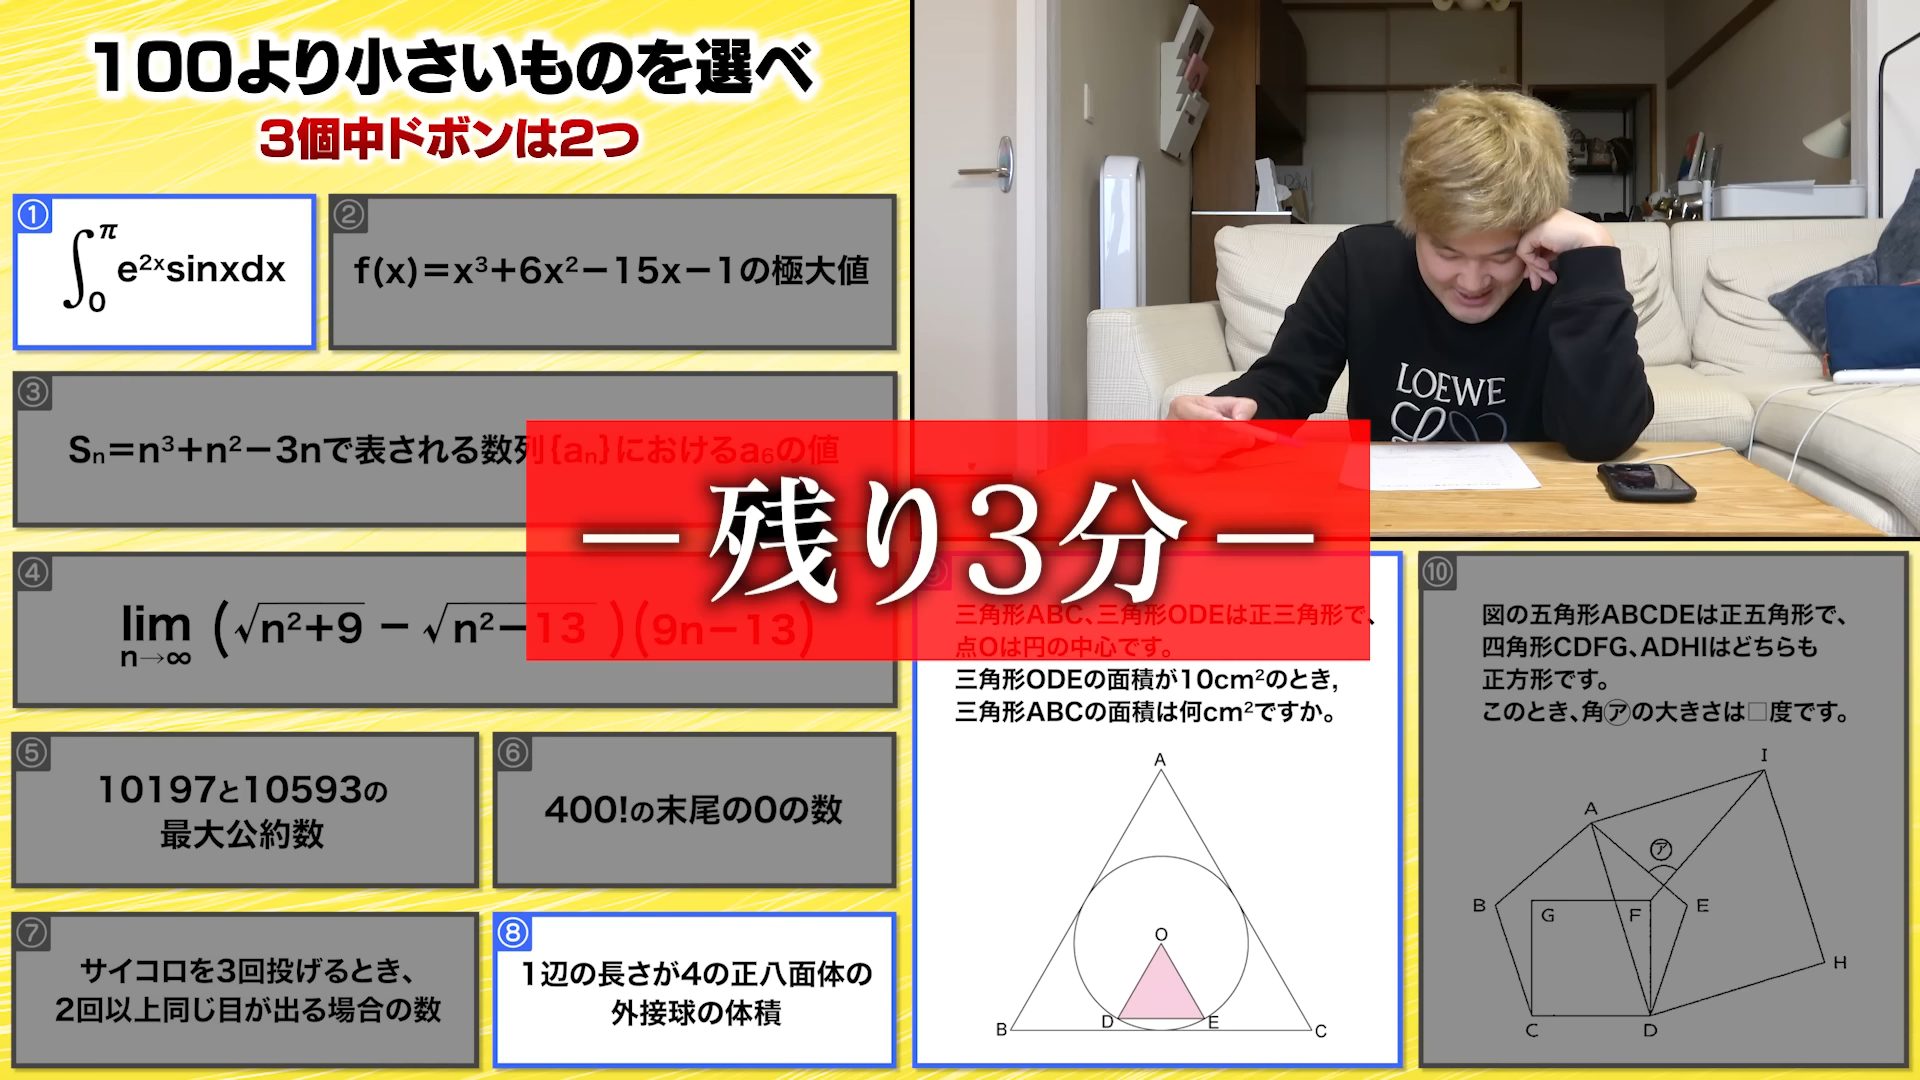 100より小さいものを選べ
3個中ドボンは2つ
①
∫₀^π e²ˣsinxdx
②
f(x)=x³+6x²−15x−1の極大値
③
Sₙ=n³+n²−3nで表される数列{aₙ}におけるa₆の値
④
lim n→∞ (√n²+9 − √n²−13)(9n−13)
⑤
10197と10593の
最大公約数
⑥
400!の末尾の0の数
⑦
サイコロを3回投げるとき、
2回以上同じ目が出る場合の数
⑧
1辺の長さが4の正八面体の
外接球の体積
LOEWE
－残り3分－
⑨
三角形ABC、三角形ODEは正三角形で、
点Oは円の中心です。
三角形ODEの面積が10cm²のとき,
三角形ABCの面積は何cm²ですか。
A
O
D
E
B
C
⑩
図の五角形ABCDEは正五角形で、
四角形CDFG、ADHIはどちらも
正方形です。
このとき、角㋐の大きさは□度です。
I
A
㋐
B
G
F
E
H
C
D